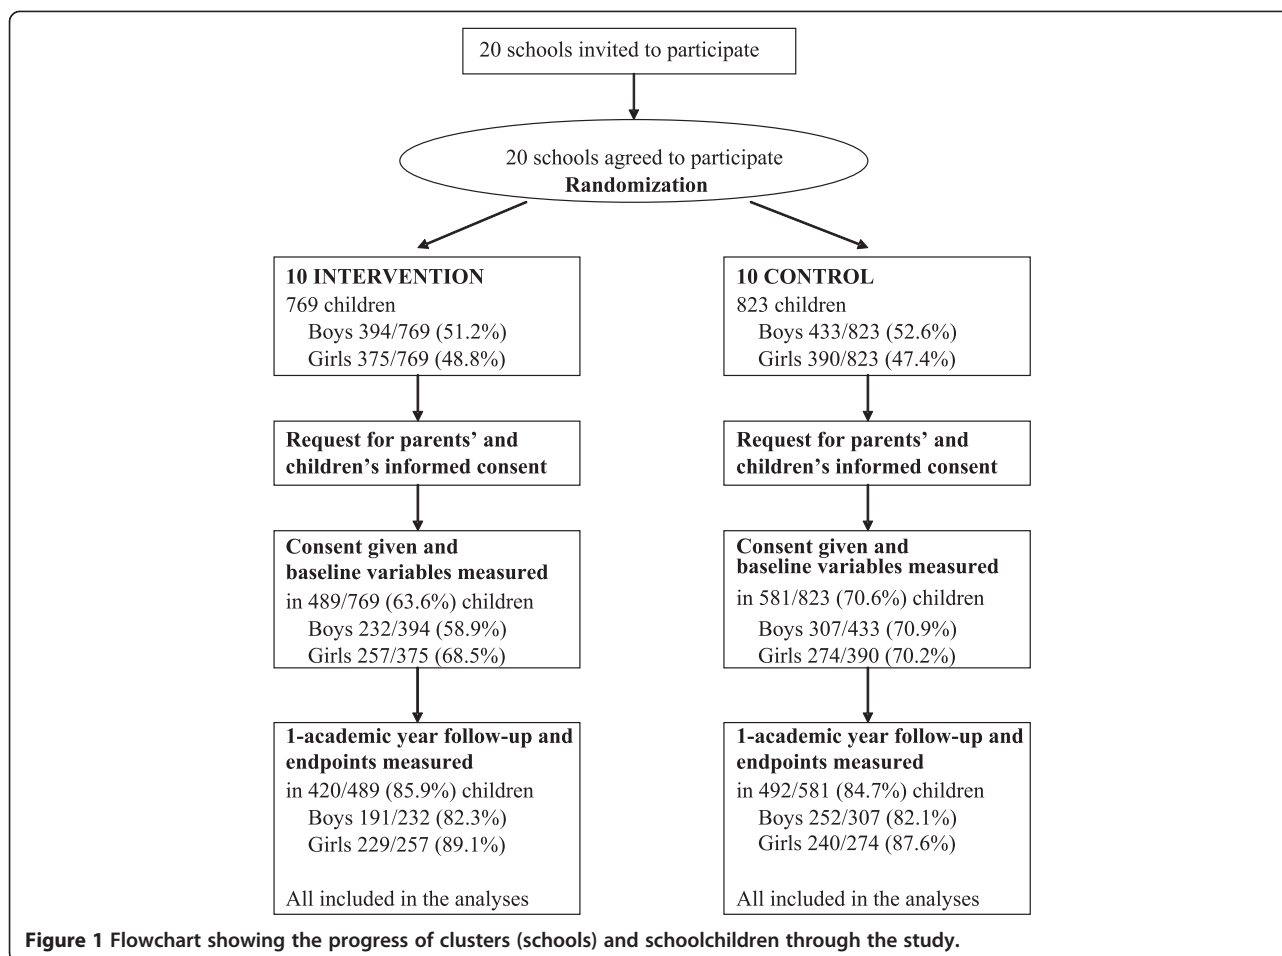 20 schools invited to participate
20 schools agreed to participate
Randomization
10 INTERVENTION
769 children
Boys 394/769 (51.2%)
Girls 375/769 (48.8%)
Request for parents’ and
children’s informed consent
Consent given and
baseline variables measured
in 489/769 (63.6%) children
Boys 232/394 (58.9%)
Girls 257/375 (68.5%)
1-academic year follow-up and
endpoints measured
in 420/489 (85.9%) children
Boys 191/232 (82.3%)
Girls 229/257 (89.1%)
All included in the analyses
10 CONTROL
823 children
Boys 433/823 (52.6%)
Girls 390/823 (47.4%)
Request for parents’ and
children’s informed consent
Consent given and
baseline variables measured
in 581/823 (70.6%) children
Boys 307/433 (70.9%)
Girls 274/390 (70.2%)
1-academic year follow-up and
endpoints measured
in 492/581 (84.7%) children
Boys 252/307 (82.1%)
Girls 240/274 (87.6%)
All included in the analyses
Figure 1 Flowchart showing the progress of clusters (schools) and schoolchildren through the study.